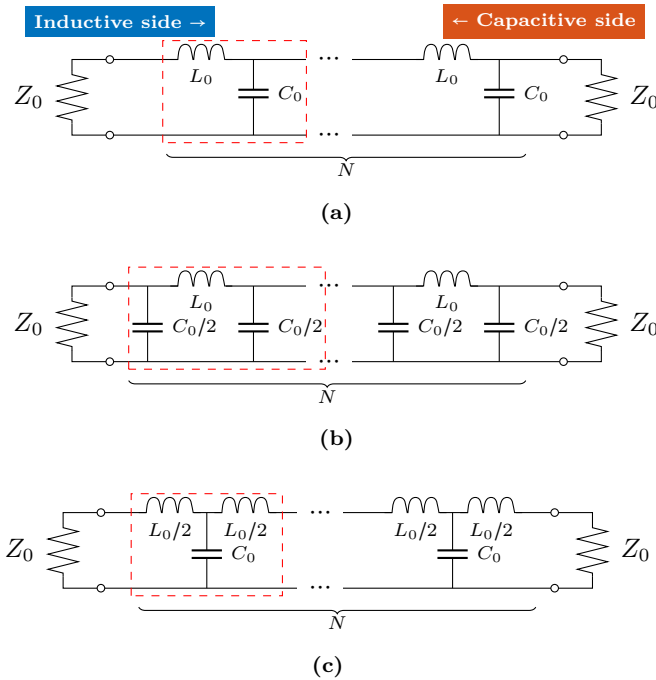 Inductive side →
← Capacitive side
Z₀ L₀ C₀ ... L₀ C₀ Z₀
...
N
(a)
Z₀ L₀ C₀/2 C₀/2 ... L₀ C₀/2 C₀/2 Z₀
...
N
(b)
Z₀ L₀/2 L₀/2 C₀ ... L₀/2 L₀/2 C₀ Z₀
...
N
(c)